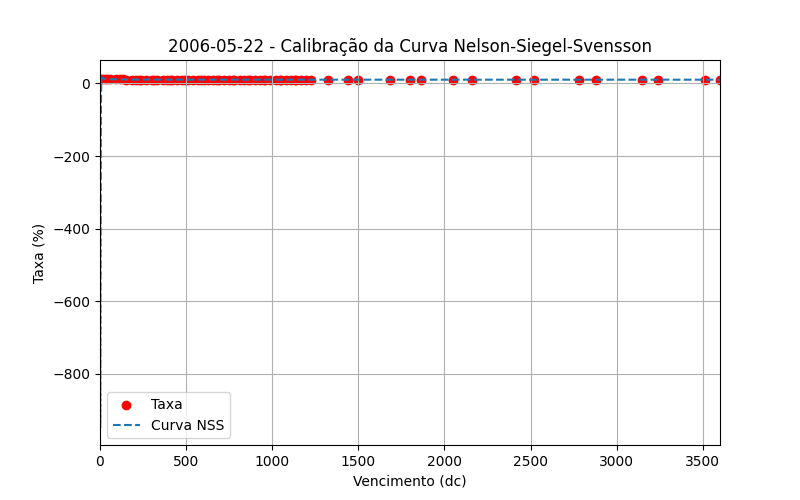 2006-05-22 - Calibração da Curva Nelson-Siegel-Svensson
Taxa (%)
0
−200
−400
−600
−800
Taxa
Curva NSS
0
500
1000
1500
2000
2500
3000
3500
Vencimento (dc)